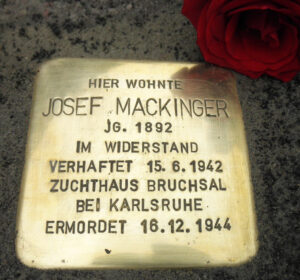 HIER WOHNTE
JOSEF MACKINGER
JG. 1892
IM WIDERSTAND
VERHAFTET 15.6.1942
ZUCHTHAUS BRUCHSAL
BEI KARLSRUHE
ERMORDET 16.12.1944